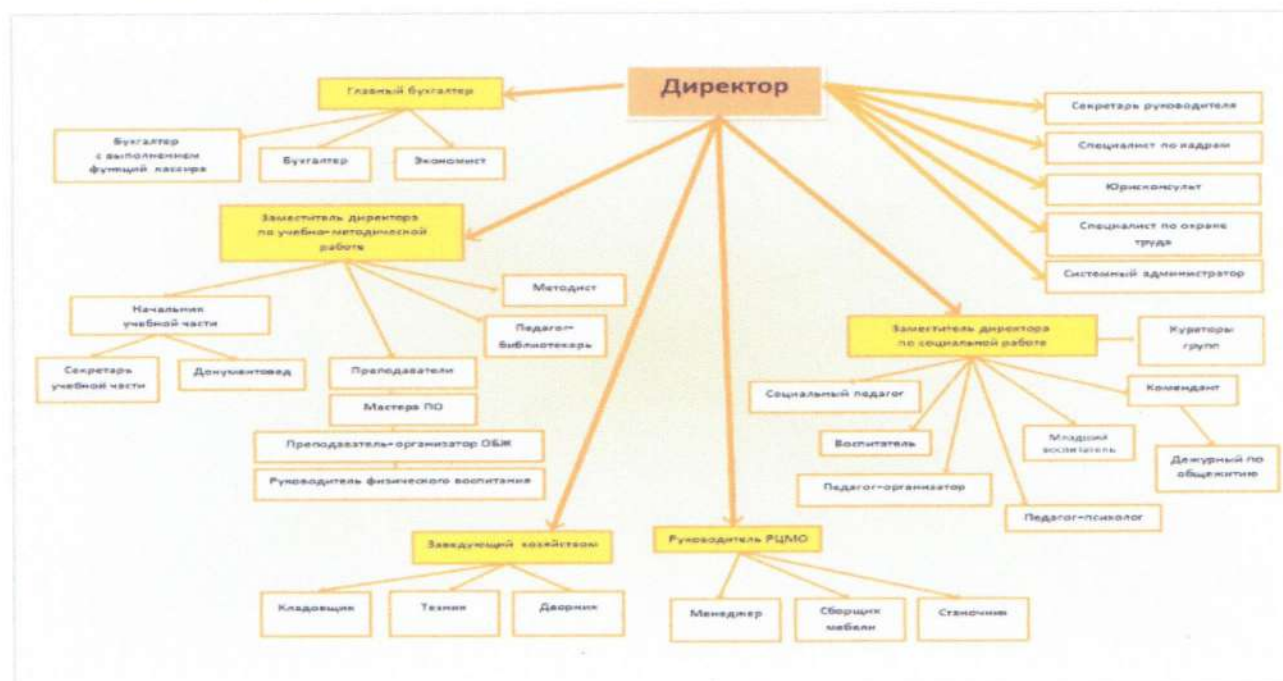 Директор
Главный бухгалтер
Бухгалтер
с выполнением
функций кассира
Бухгалтер
Экономист
Секретарь руководителя
Специалист по кадрам
Юрисконсульт
Специалист по охране
труда
Системный администратор
Заместитель директора
по учебно-методической
работе
Методист
Педагог-
библиотекарь
Начальник
учебной части
Секретарь
учебной части
Документовед
Преподаватели
Мастера ПО
Преподаватель-организатор ОБЖ
Руководитель физического воспитания
Заместитель директора
по социальной работе
Кураторы
групп
Социальный педагог
Комендант
Воспитатель
Младший
воспитатель
Дежурный по
общежитию
Педагог-организатор
Педагог-психолог
Заведующий хозяйством
Кладовщик
Техник
Дворник
Руководитель РЦМО
Менеджер
Сборщик
мебели
Станочник